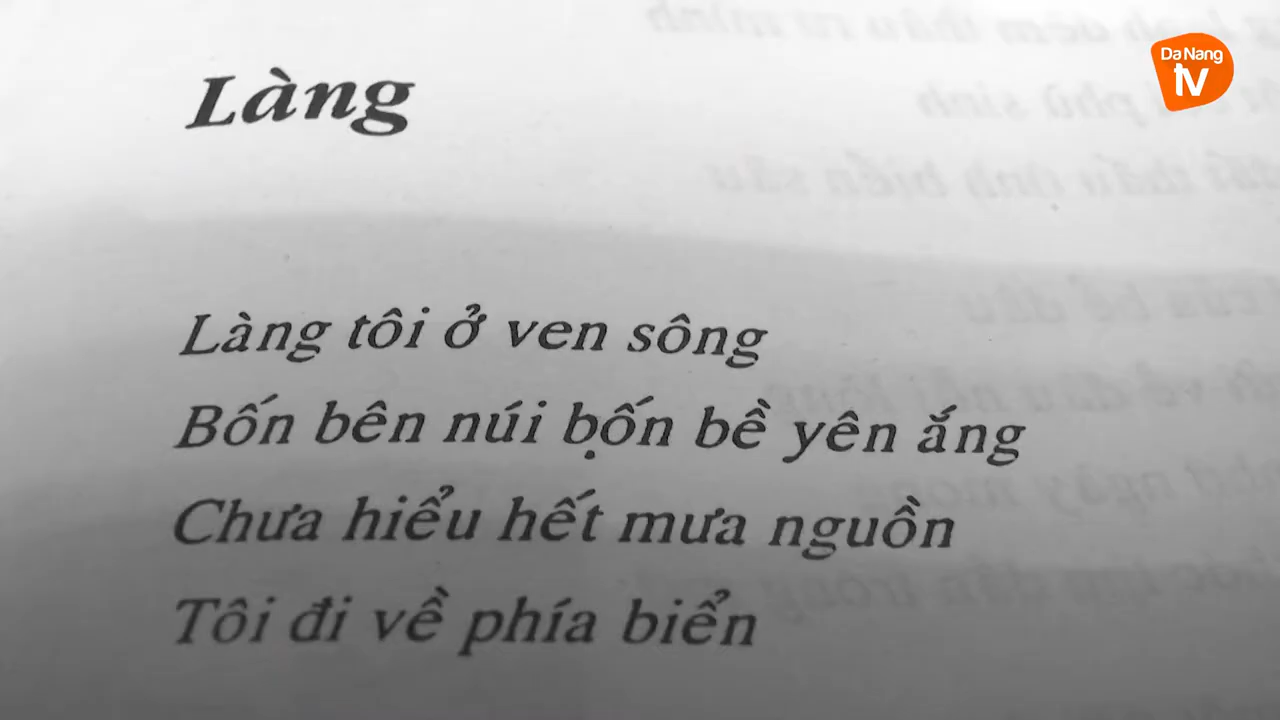 Da Nang
tv
Làng
Làng tôi ở ven sông
Bốn bên núi bốn bề yên ắng
Chưa hiểu hết mưa nguồn
Tôi đi về phía biển